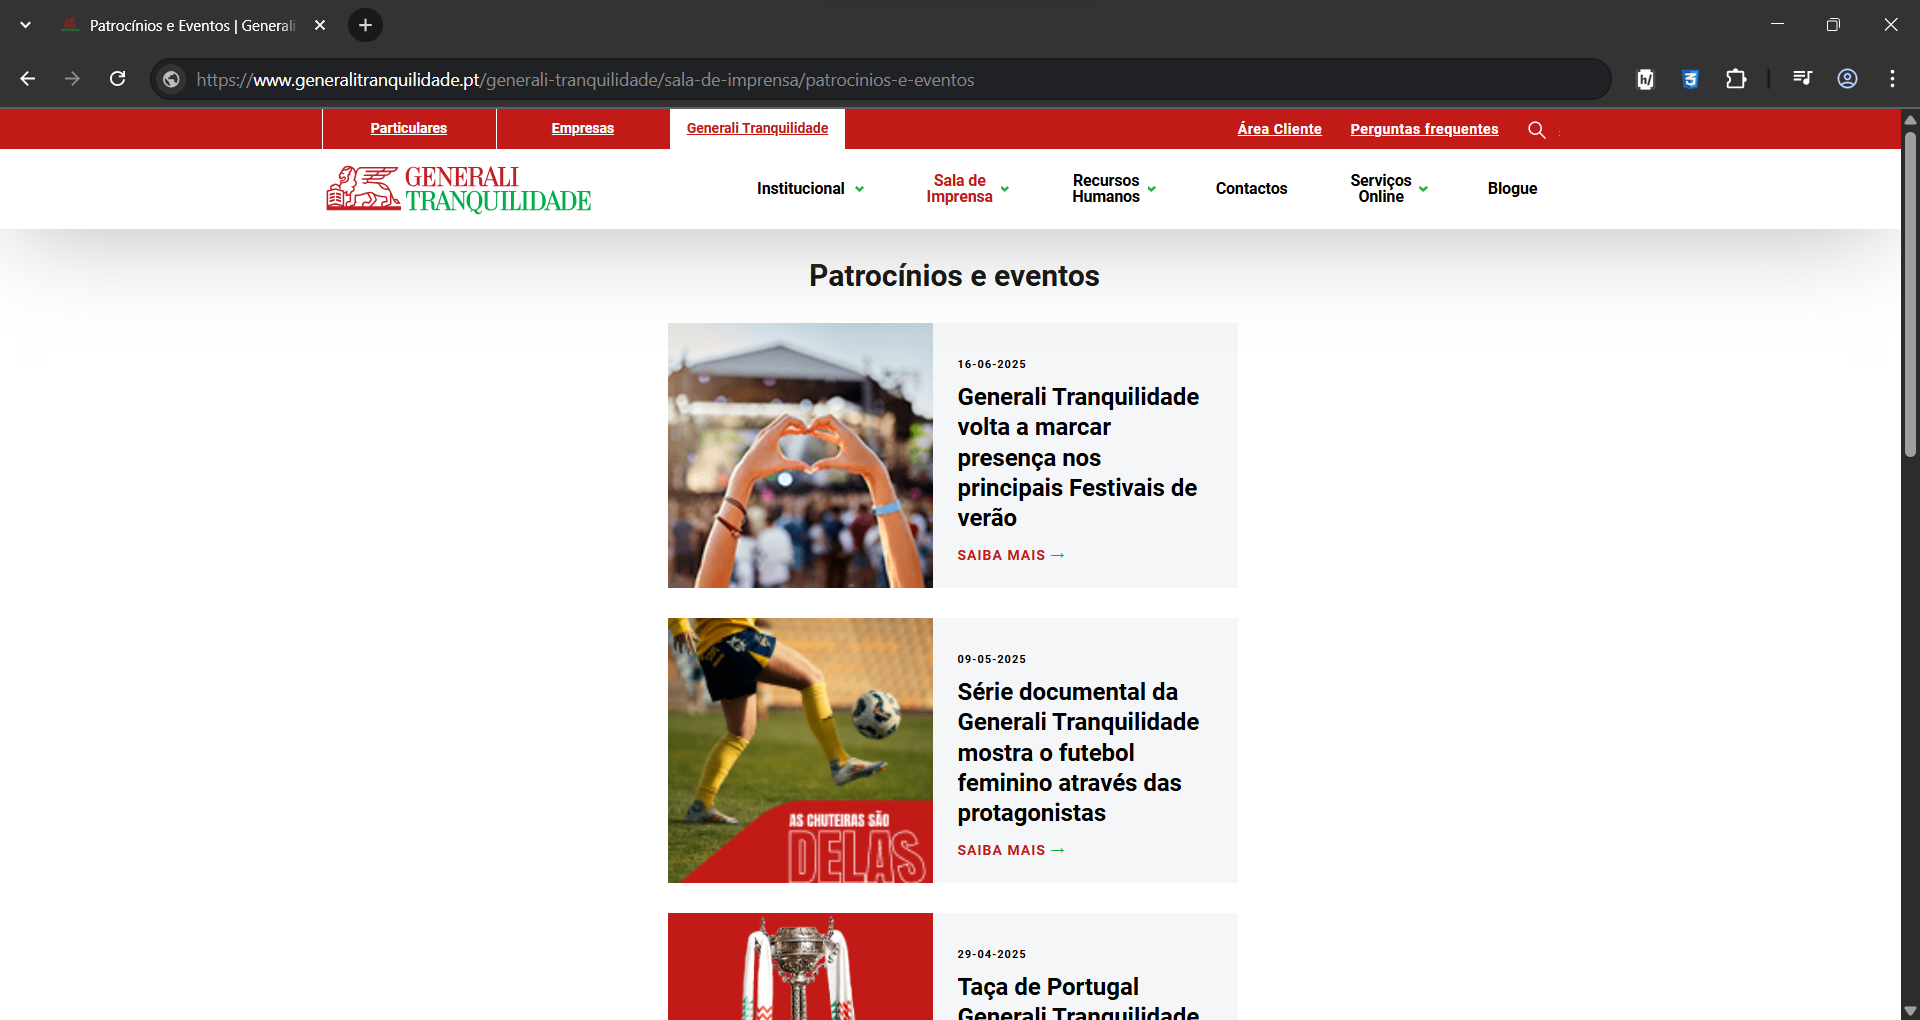 Patrocínios e Eventos | Generali
https://www.generalitranquilidade.pt/generali-tranquilidade/sala-de-imprensa/patrocinios-e-eventos
Particulares
Empresas
Generali Tranquilidade
Área Cliente
Perguntas frequentes
GENERALI
TRANQUILIDADE
Institucional
Sala de
Imprensa
Recursos
Humanos
Contactos
Serviços
Online
Blogue
Patrocínios e eventos
16-06-2025
Generali Tranquilidade
volta a marcar
presença nos
principais Festivais de
verão
SAIBA MAIS →
AS CHUTEIRAS SÃO
DELAS
09-05-2025
Série documental da
Generali Tranquilidade
mostra o futebol
feminino através das
protagonistas
SAIBA MAIS →
29-04-2025
Taça de Portugal
Generali Tranquilidade